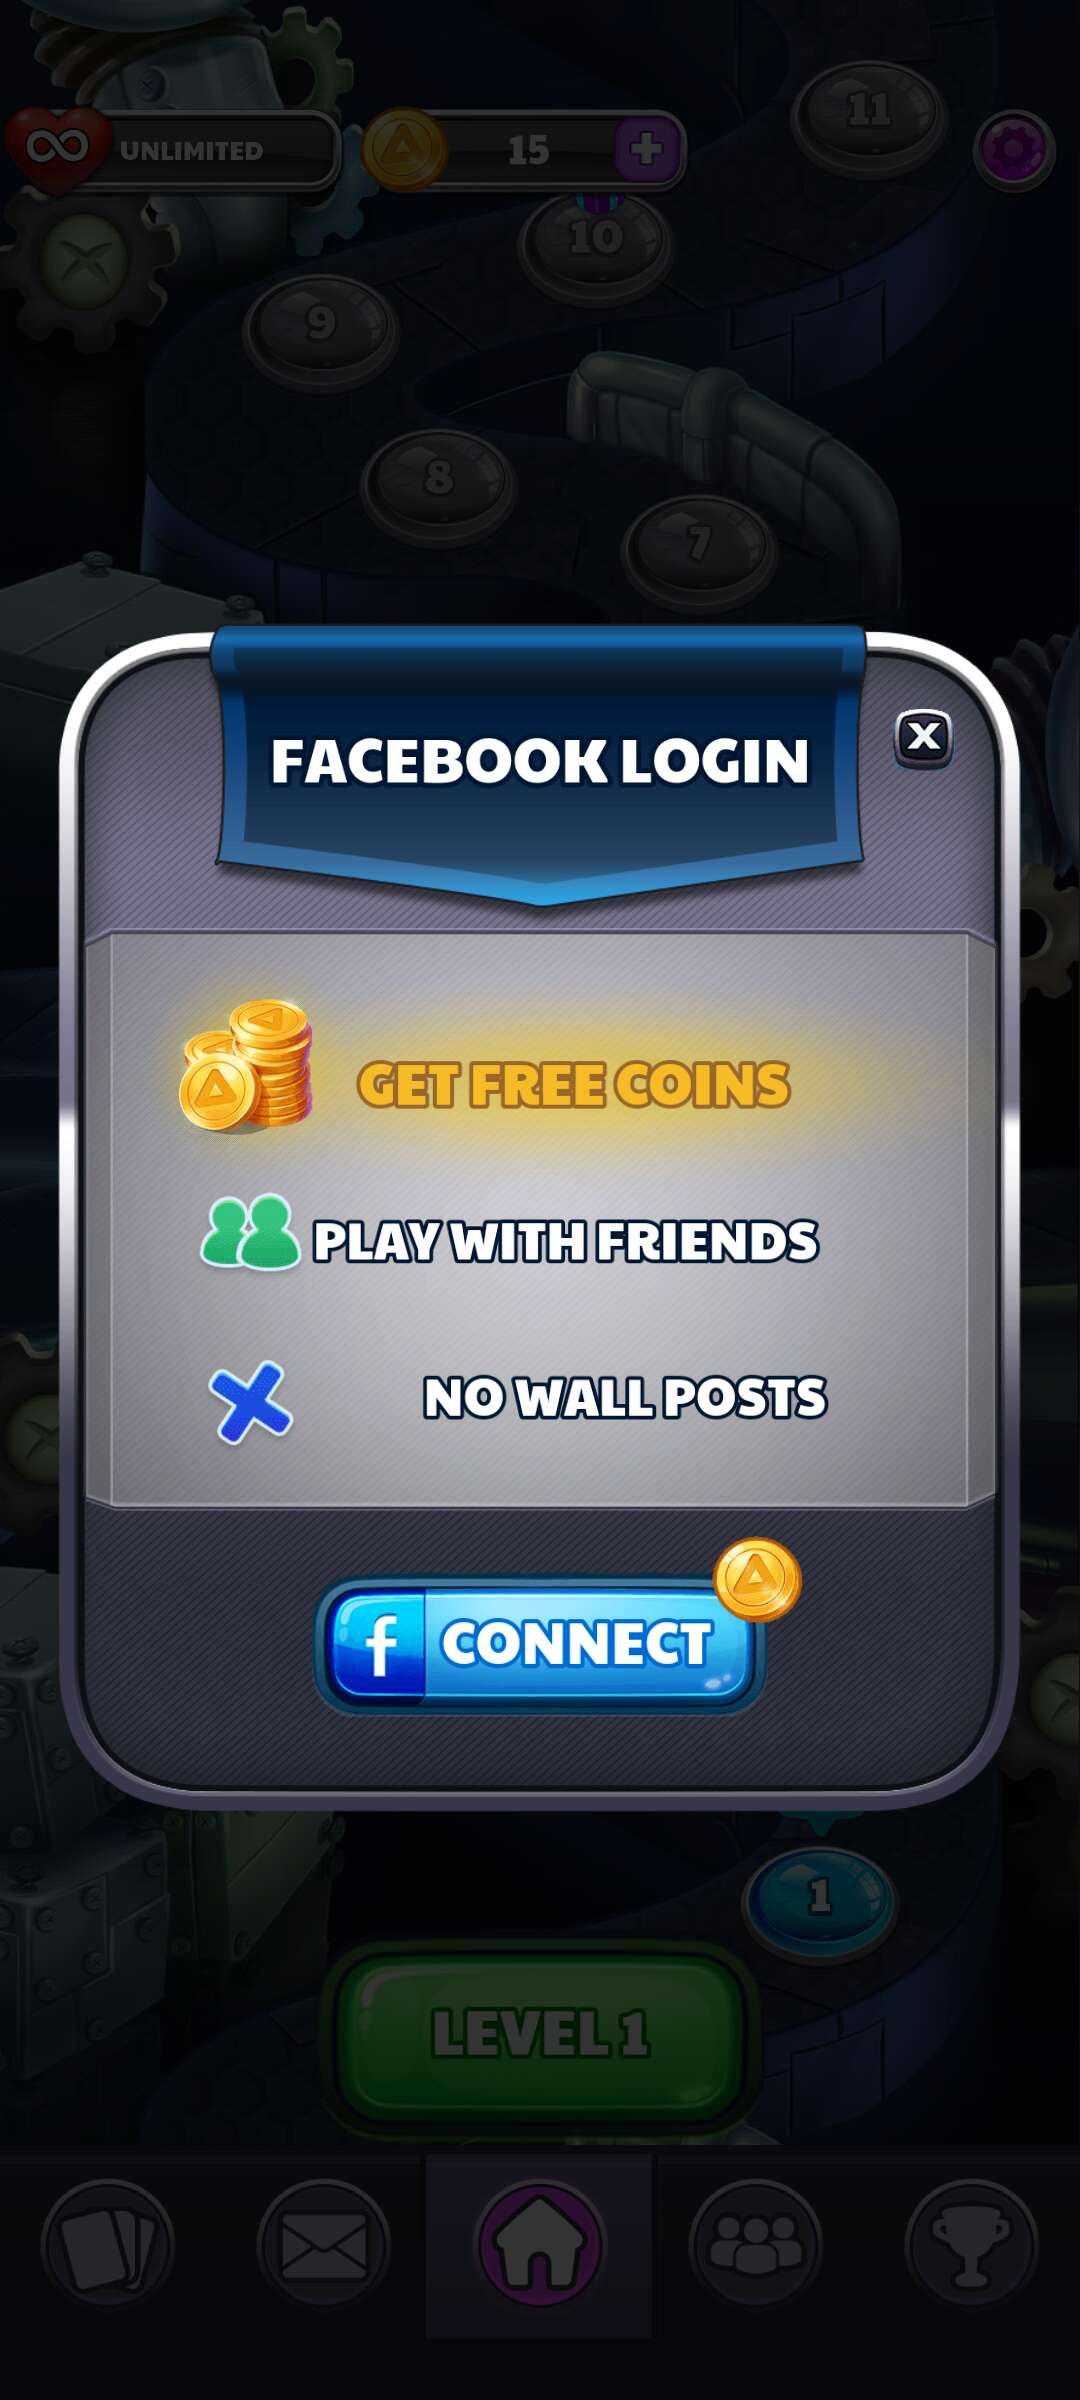 UNLIMITED
15
11
10
9
8
7
FACEBOOK LOGIN
GET FREE COINS
PLAY WITH FRIENDS
NO WALL POSTS
f CONNECT
1
LEVEL 1